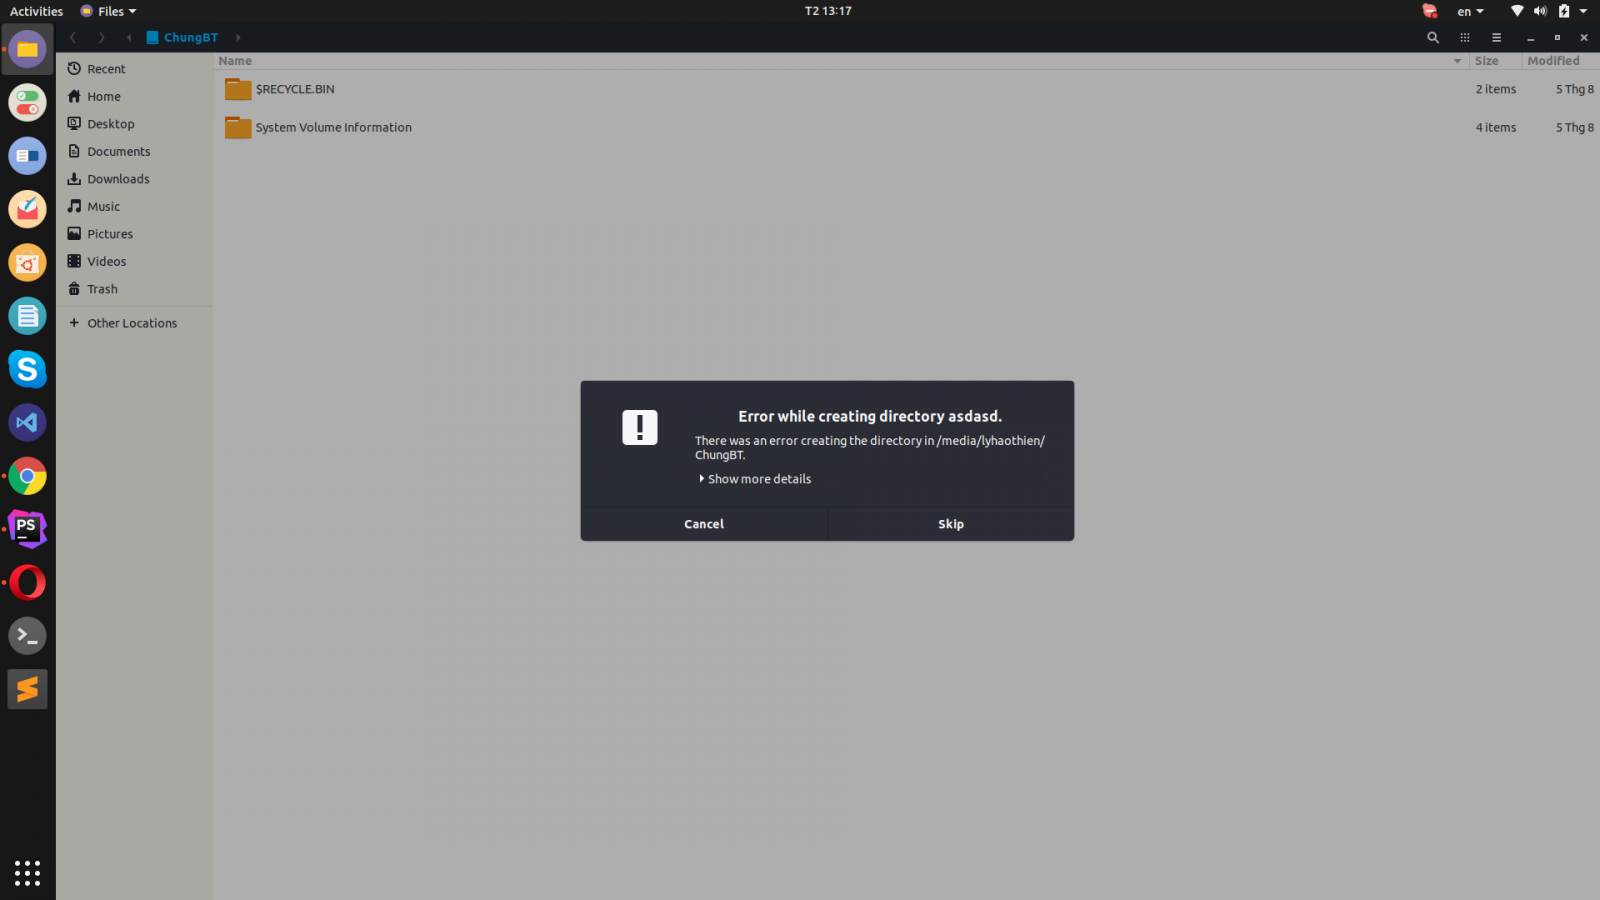 Activities Files T2 13:17 en
ChungBT
Name Size Modified
Recent
Home
Desktop
Documents
Downloads
Music
Pictures
Videos
Trash
Other Locations
$RECYCLE.BIN 2 items 5 Thg 8
System Volume Information 4 items 5 Thg 8
Error while creating directory asdasd.
There was an error creating the directory in /media/lyhaothien/
ChungBT.
Show more details
Cancel Skip
PS